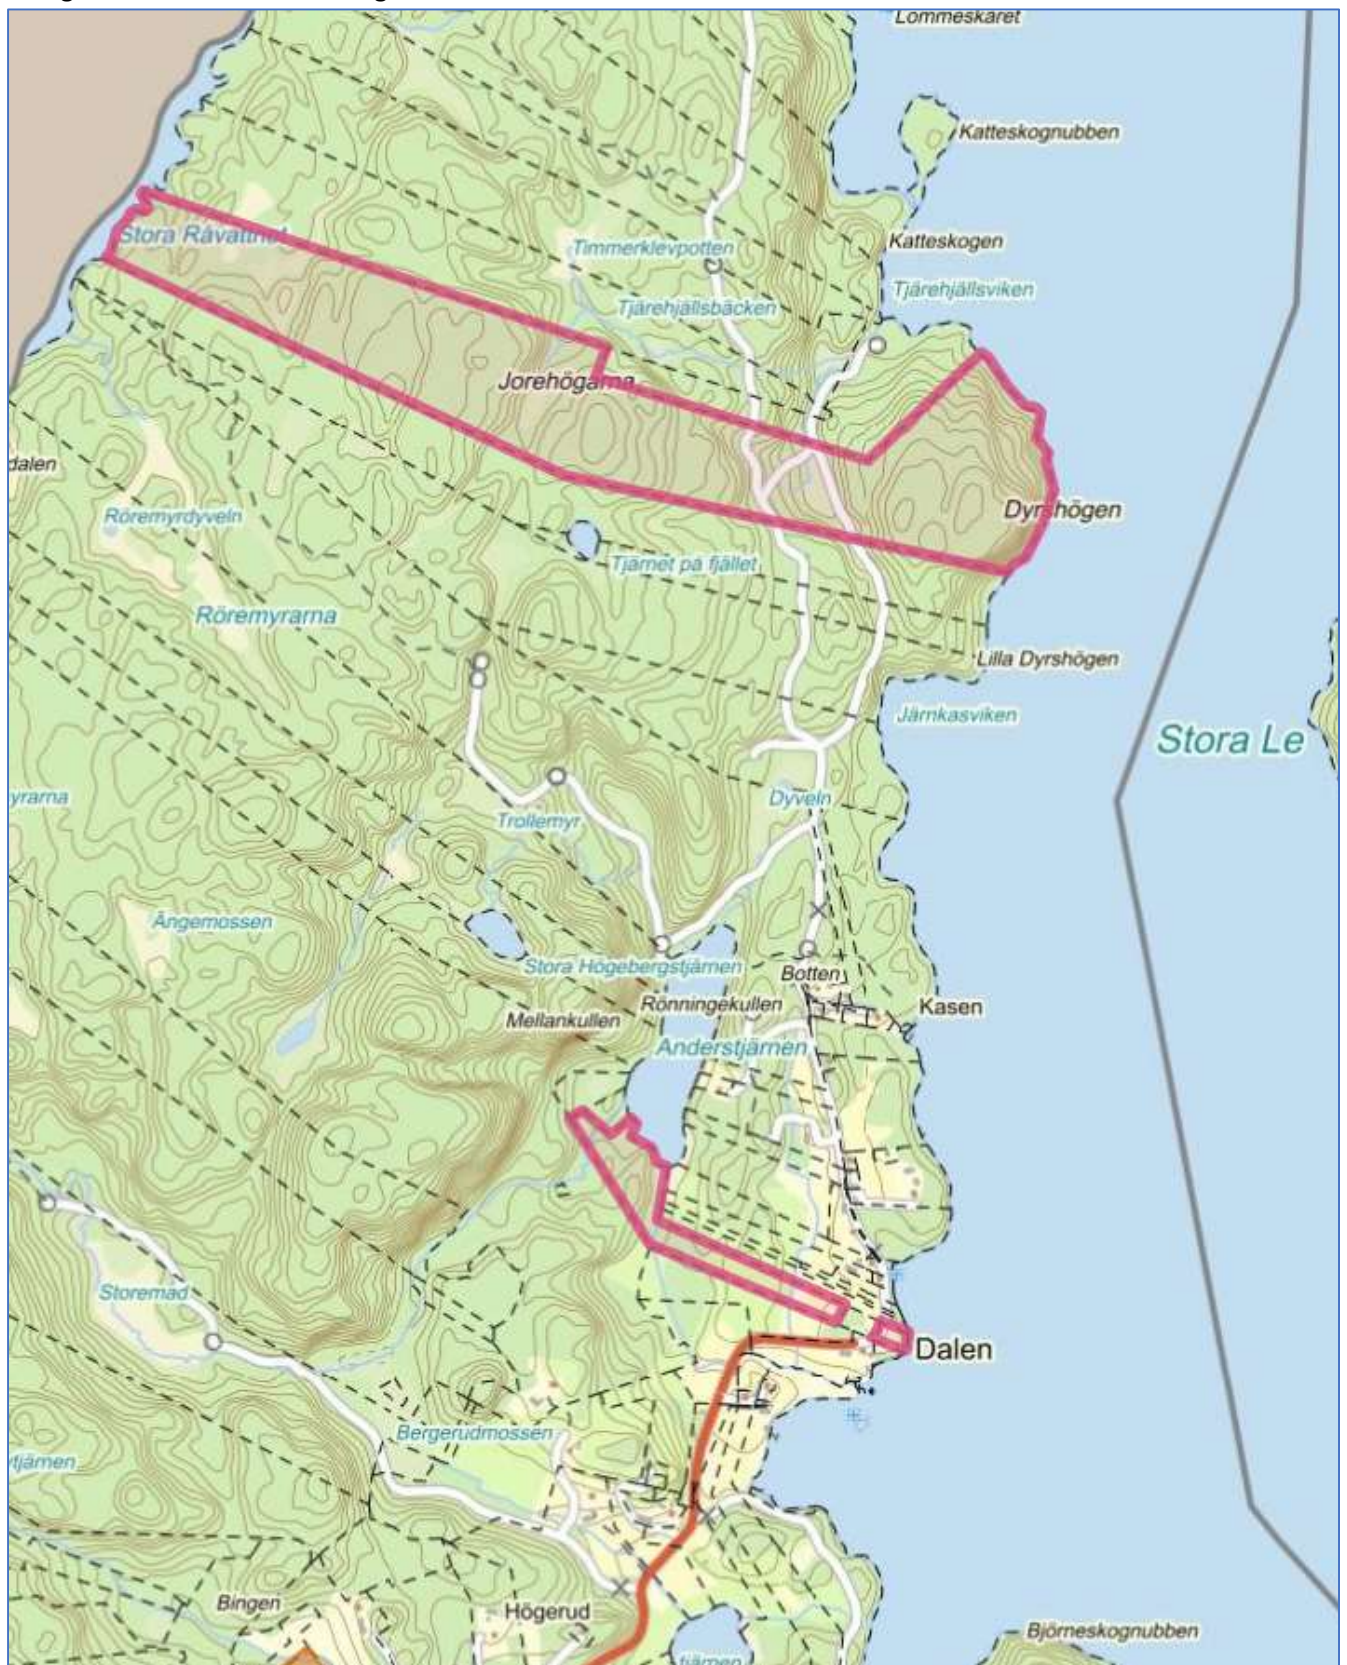 Lommeskäret
Katteskognubben
Stora Råvattnet
Timmerklevpotten
Katteskogen
Tjärehjällsviken
Tjärehjällsbäcken
Jorehögarna
dalen
Dyrshögen
Röremyrdyveln
Tjärnet på fjället
Röremyrarna
Lilla Dyrshögen
Järnkasviken
Stora Le
yrarna
Dyveln
Trollemyr
Ängemossen
Stora Högebergstjärnen
Botten
Rönningekullen
Kasen
Mellankullen
Anderstjärnen
Storemad
Dalen
Bergerudmossen
tjärnen
Bingen
Högerud
Björneskognubben
tjärnen